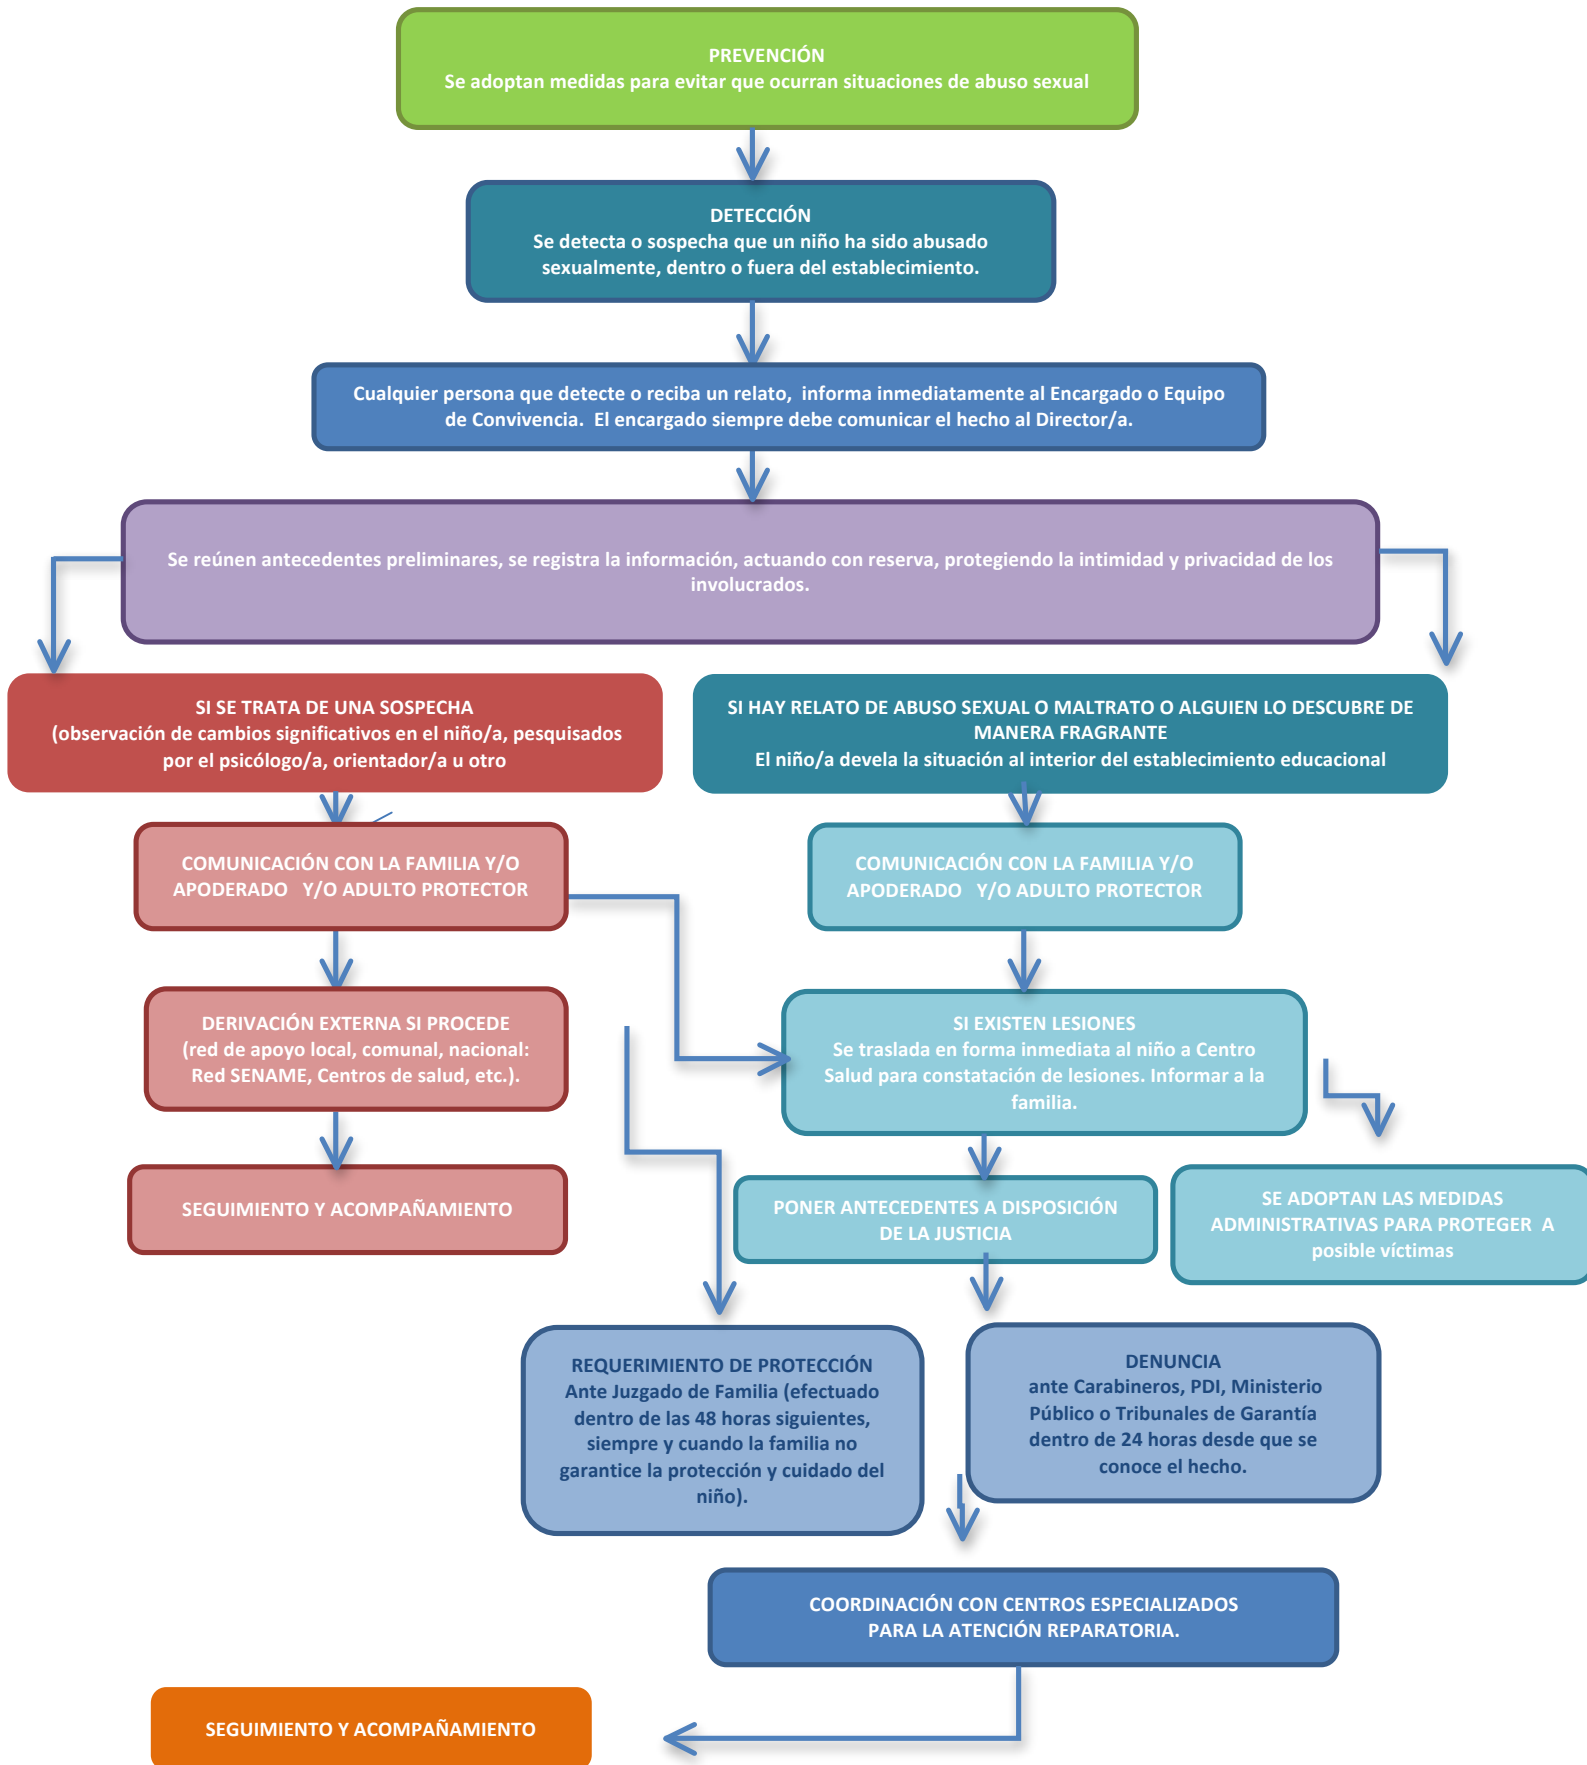 PREVENCIÓN
Se adoptan medidas para evitar que ocurran situaciones de abuso sexual
DETECCIÓN
Se detecta o sospecha que un niño ha sido abusado
sexualmente, dentro o fuera del establecimiento.
Cualquier persona que detecte o reciba un relato, informa inmediatamente al Encargado o Equipo
de Convivencia. El encargado siempre debe comunicar el hecho al Director/a.
Se reúnen antecedentes preliminares, se registra la información, actuando con reserva, protegiendo la intimidad y privacidad de los
involucrados.
SI SE TRATA DE UNA SOSPECHA
(observación de cambios significativos en el niño/a, pesquisados
por el psicólogo/a, orientador/a u otro
SI HAY RELATO DE ABUSO SEXUAL O MALTRATO O ALGUIEN LO DESCUBRE DE
MANERA FRAGRANTE
El niño/a devela la situación al interior del establecimiento educacional
COMUNICACIÓN CON LA FAMILIA Y/O
APODERADO Y/O ADULTO PROTECTOR
COMUNICACIÓN CON LA FAMILIA Y/O
APODERADO Y/O ADULTO PROTECTOR
DERIVACIÓN EXTERNA SI PROCEDE
(red de apoyo local, comunal, nacional:
Red SENAME, Centros de salud, etc.).
SI EXISTEN LESIONES
Se traslada en forma inmediata al niño a Centro
Salud para constatación de lesiones. Informar a la
familia.
SEGUIMIENTO Y ACOMPAÑAMIENTO
PONER ANTECEDENTES A DISPOSICIÓN
DE LA JUSTICIA
SE ADOPTAN LAS MEDIDAS
ADMINISTRATIVAS PARA PROTEGER A
posible víctimas
REQUERIMIENTO DE PROTECCIÓN
Ante Juzgado de Familia (efectuado
dentro de las 48 horas siguientes,
siempre y cuando la familia no
garantice la protección y cuidado del
niño).
DENUNCIA
ante Carabineros, PDI, Ministerio
Público o Tribunales de Garantía
dentro de 24 horas desde que se
conoce el hecho.
COORDINACIÓN CON CENTROS ESPECIALIZADOS
PARA LA ATENCIÓN REPARATORIA.
SEGUIMIENTO Y ACOMPAÑAMIENTO